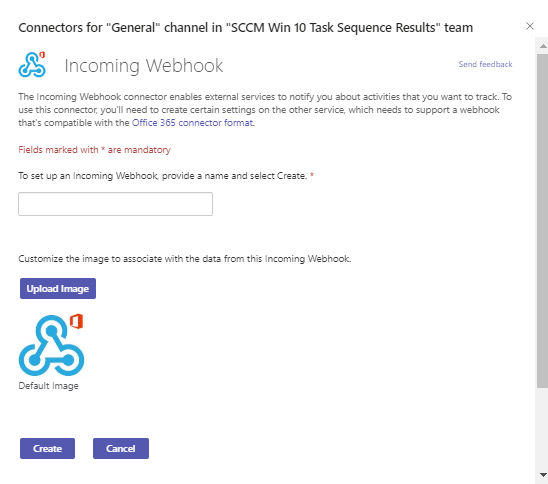 Connectors for "General" channel in "SCCM Win 10 Task Sequence Results" team
Incoming Webhook
Send feedback
The Incoming Webhook connector enables external services to notify you about activities that you want to track. To
use this connector, you'll need to create certain settings on the other service, which needs to support a webhook
that's compatible with the Office 365 connector format.
Fields marked with * are mandatory
To set up an Incoming Webhook, provide a name and select Create. *
Customize the image to associate with the data from this Incoming Webhook.
Upload Image
Default Image
Create
Cancel